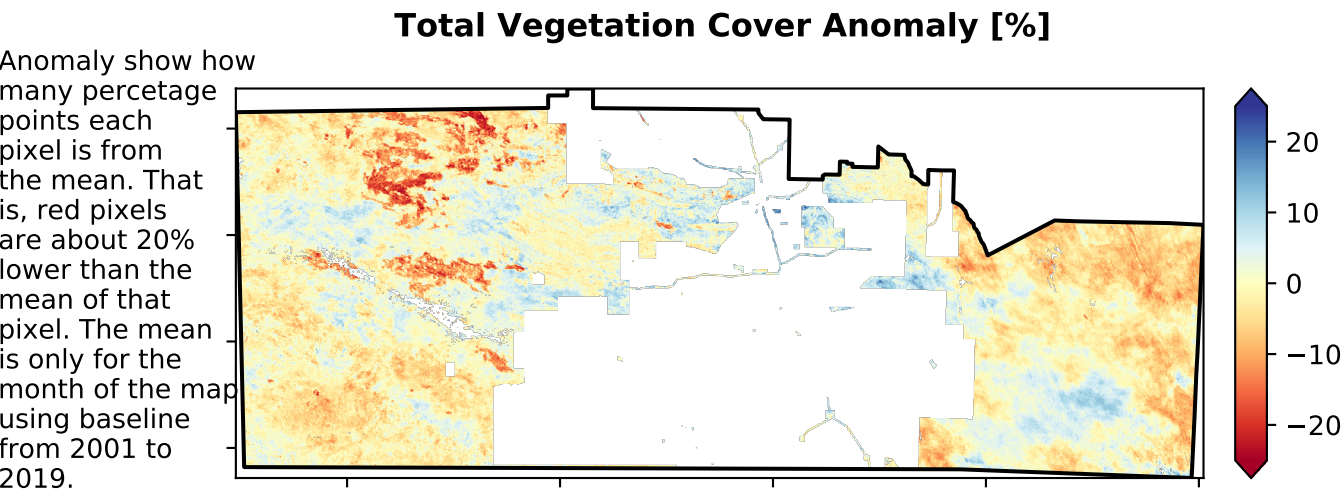 Total Vegetation Cover Anomaly [%]
Anomaly show how
many percetage
points each
pixel is from
the mean. That
is, red pixels
are about 20%
lower than the
mean of that
pixel. The mean
is only for the
month of the map
using baseline
from 2001 to
2019.
20
10
0
−10
−20